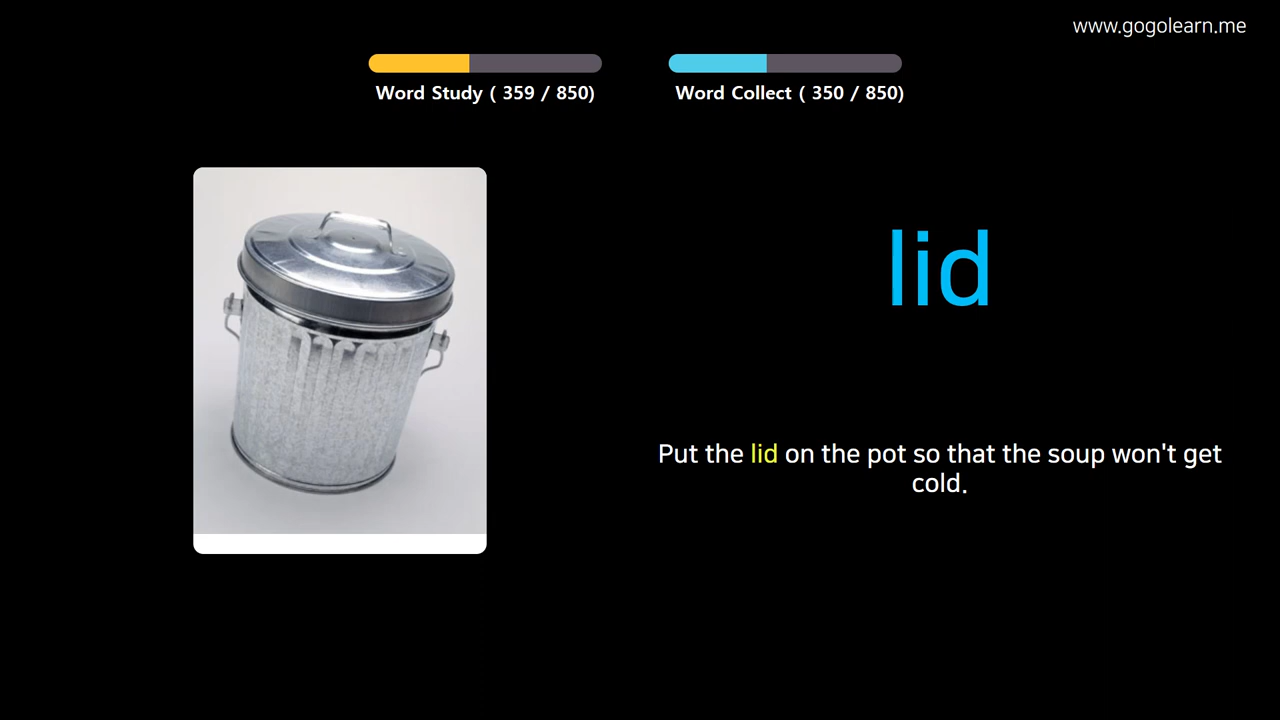 www.gogolearn.me
Word Study ( 359 / 850)
Word Collect ( 350 / 850)
lid
Put the lid on the pot so that the soup won't get
cold.